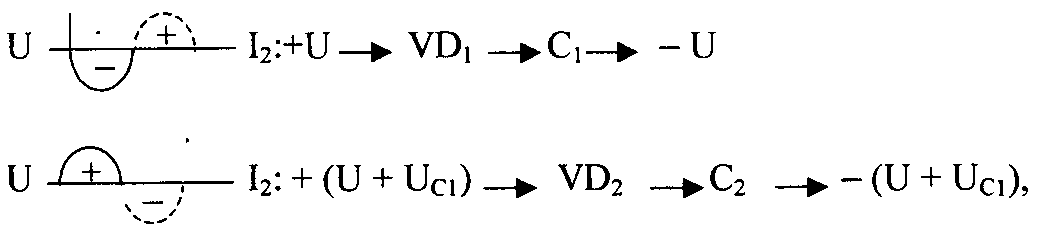 U − + I₂:+U → VD₁ → C₁ → – U
U + − I₂: + (U + U_C1) → VD₂ → C₂ → – (U + U_C1),